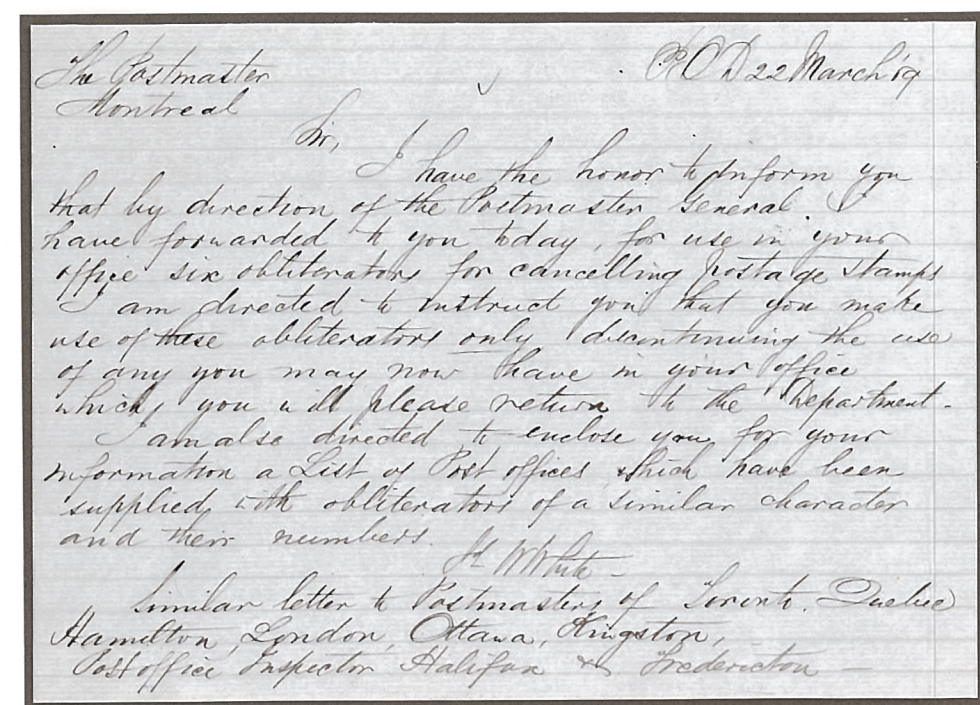 The Postmaster P.O.D 22 March '69
Montreal
Sir,
I have the honor to inform you
that by direction of the Postmaster General I
have forwarded to you today, for use in your
office six obliterators for cancelling postage stamps
I am directed to instruct you that you make
use of these obliterators only discontinuing the use
of any you may now have in your office
which you will please return to the Department.
I am also directed to enclose you, for your
information a List of Post offices which have been
supplied with obliterators of a similar character
and their numbers.
White
Similar letter to Postmasters of Toronto, Quebec
Hamilton, London, Ottawa, Kingston,
Post office Inspector Halifax & Fredericton